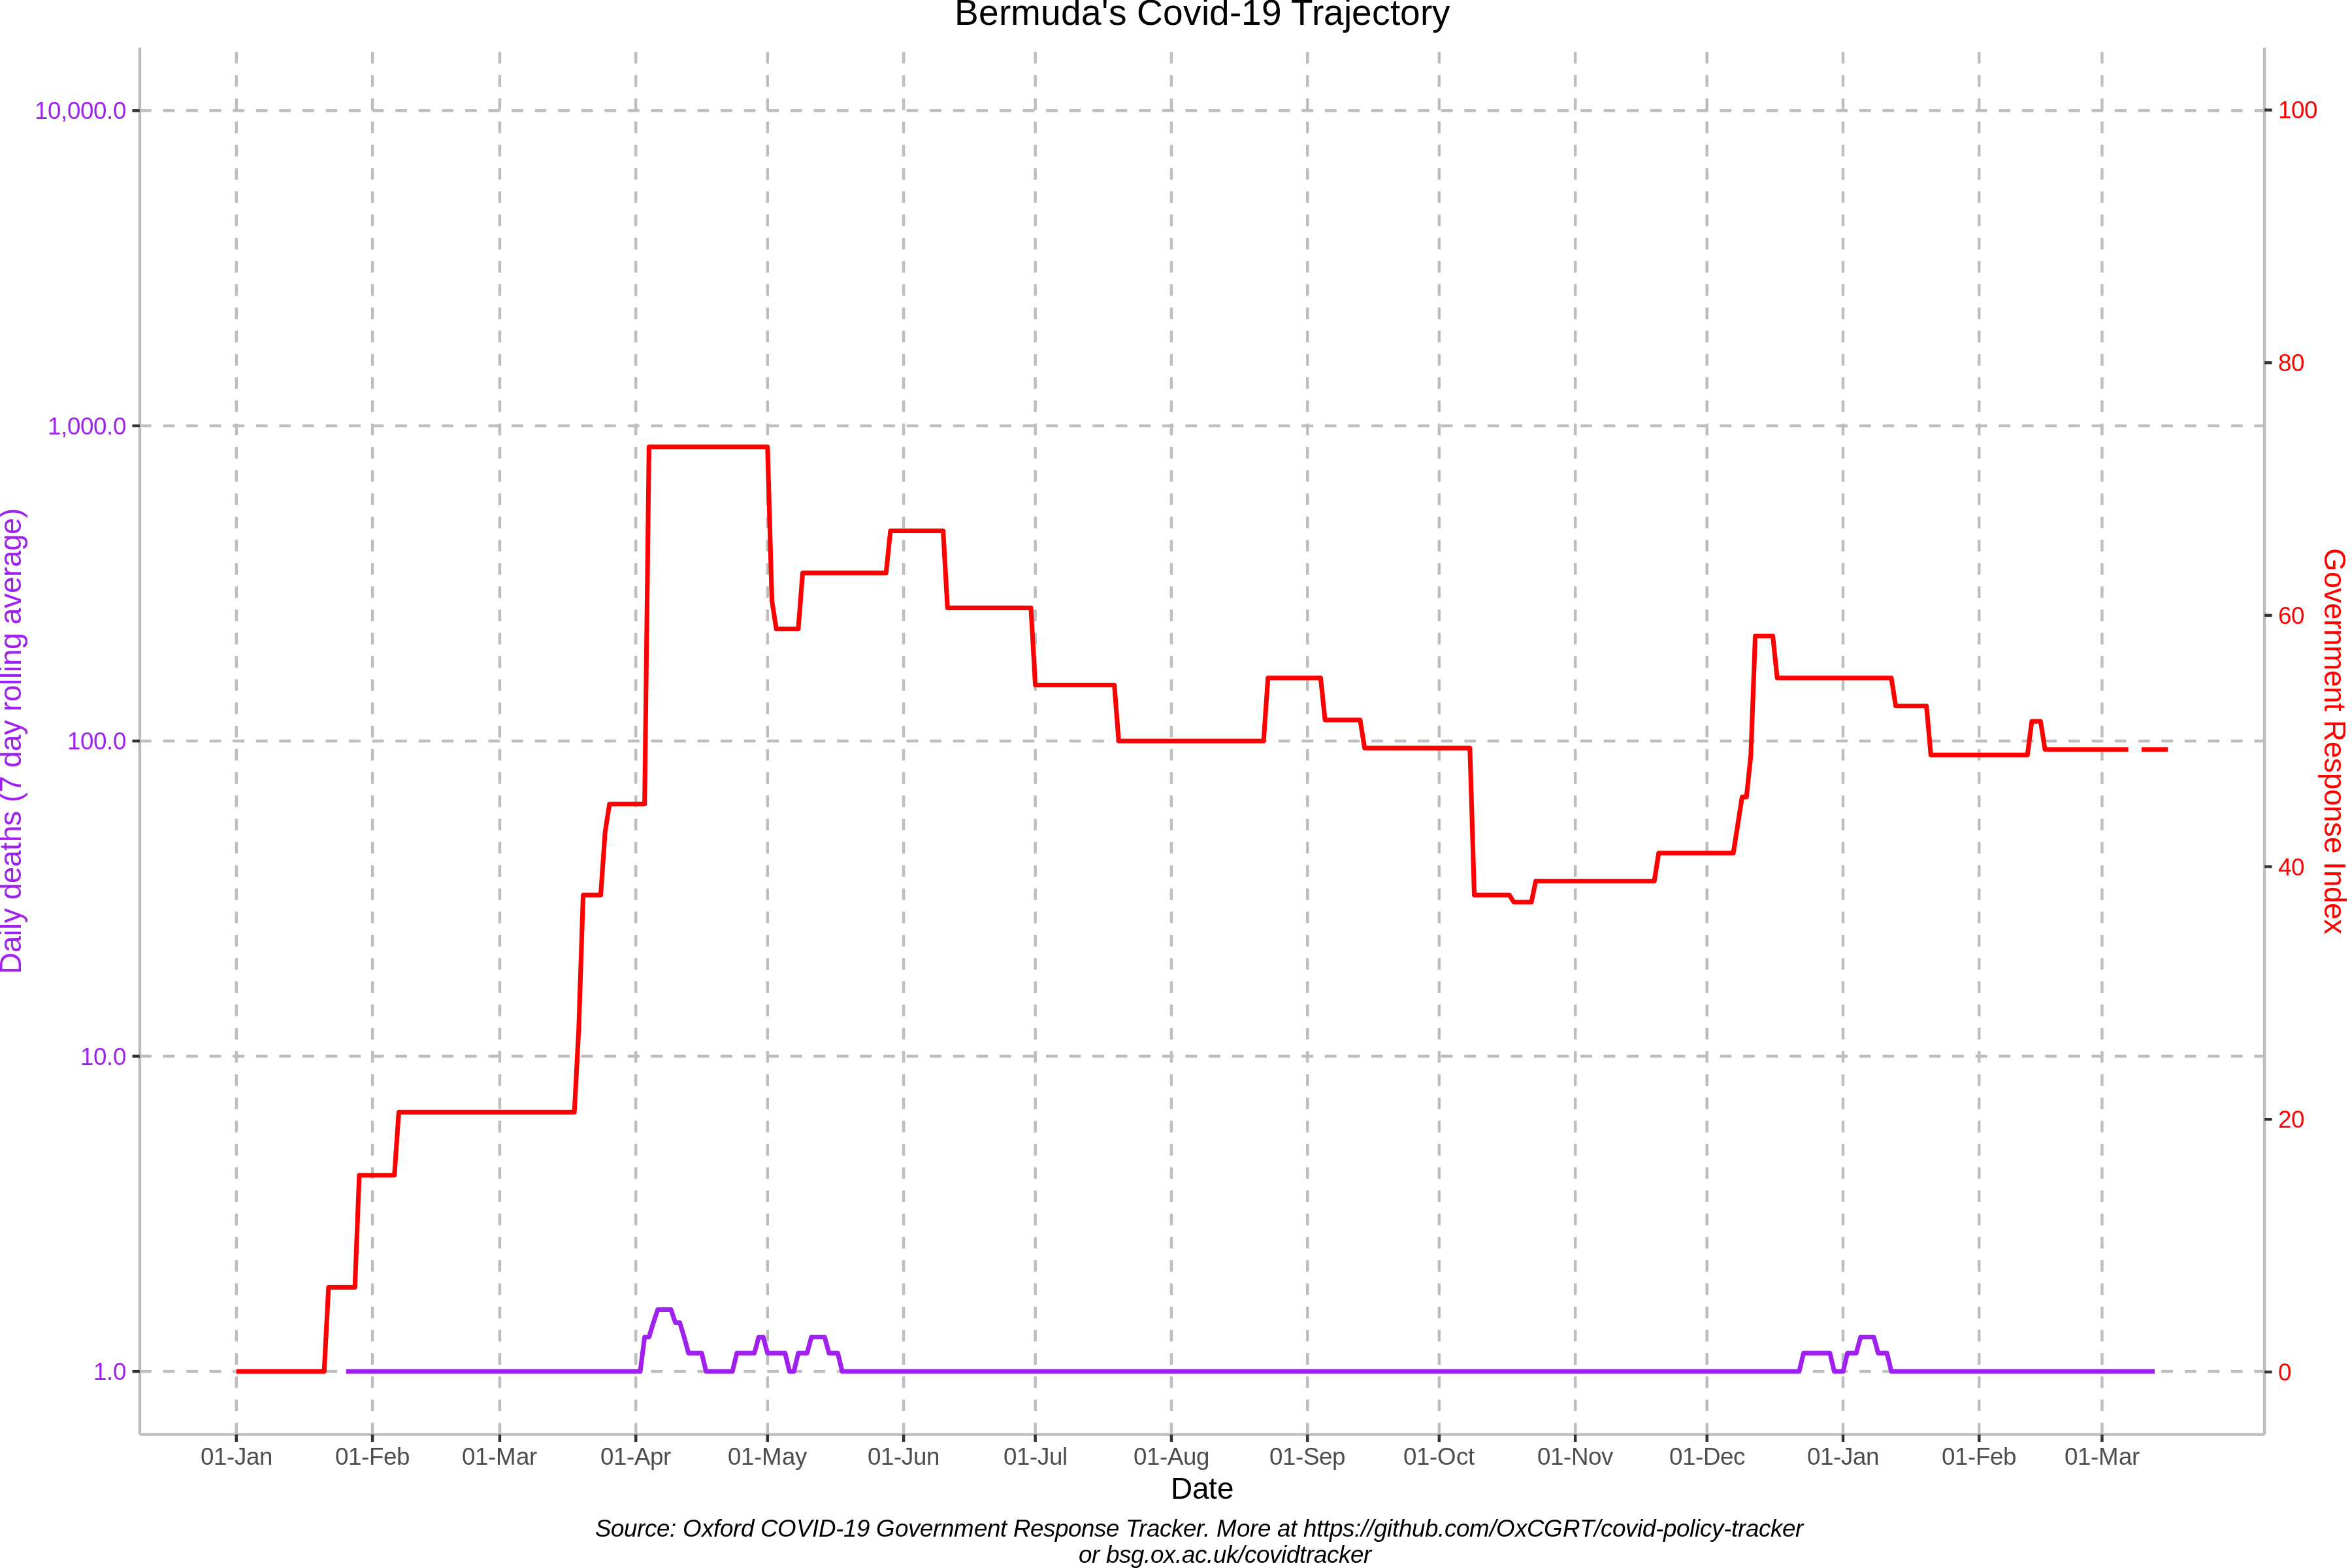 Bermuda's Covid-19 Trajectory
10,000.0
1,000.0
100.0
10.0
1.0
Daily deaths (7 day rolling average)
100
80
60
40
20
0
Government Response Index
01-Jan 01-Feb 01-Mar 01-Apr 01-May 01-Jun 01-Jul 01-Aug 01-Sep 01-Oct 01-Nov 01-Dec 01-Jan 01-Feb 01-Mar
Date
Source: Oxford COVID-19 Government Response Tracker. More at https://github.com/OxCGRT/covid-policy-tracker
or bsg.ox.ac.uk/covidtracker